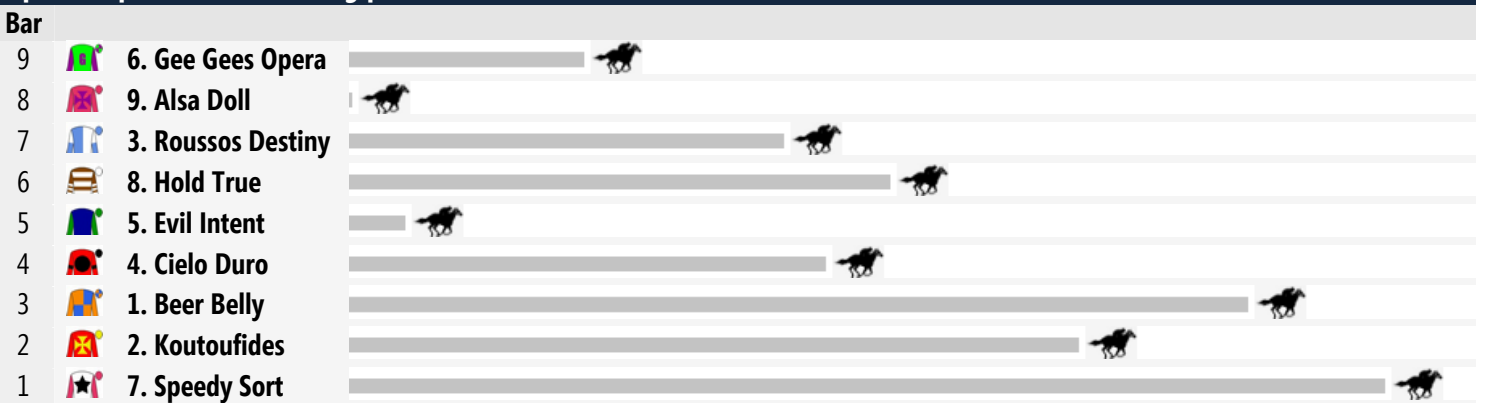 Bar
9 6. Gee Gees Opera
8 9. Alsa Doll
7 3. Roussos Destiny
6 8. Hold True
5 5. Evil Intent
4 4. Cielo Duro
3 1. Beer Belly
2 2. Koutoufides
1 7. Speedy Sort